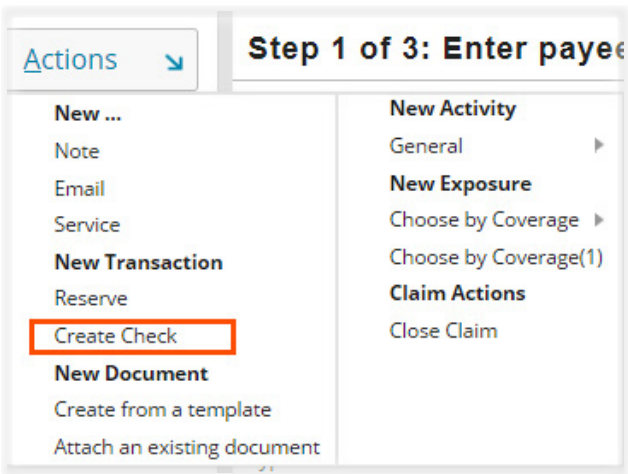 Actions
Step 1 of 3: Enter payee
New ...
Note
Email
Service
New Transaction
Reserve
Create Check
New Document
Create from a template
Attach an existing document
New Activity
General
New Exposure
Choose by Coverage
Choose by Coverage(1)
Claim Actions
Close Claim